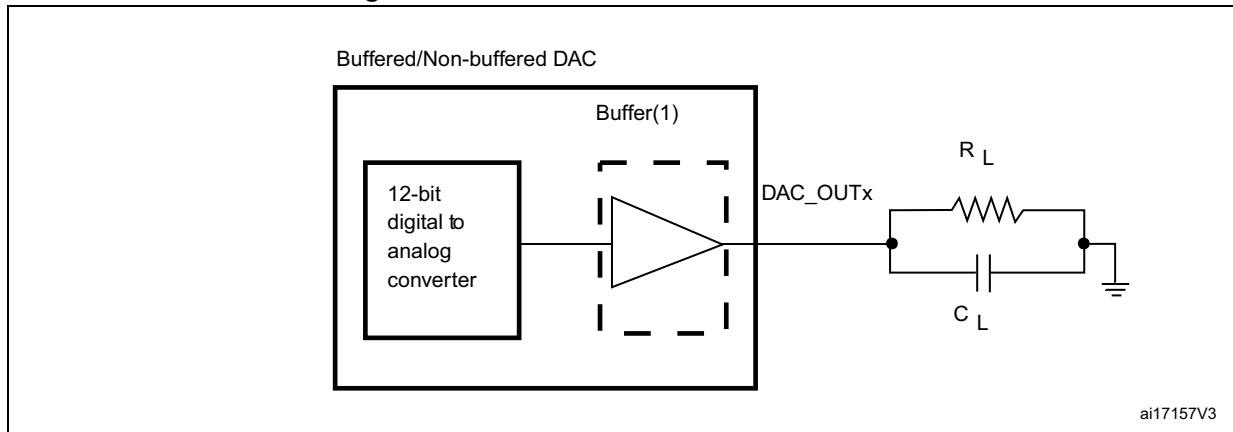 Buffered/Non-buffered DAC
Buffer(1)
12-bit
digital to
analog
converter
DAC_OUTx
R L
C L
ai17157V3